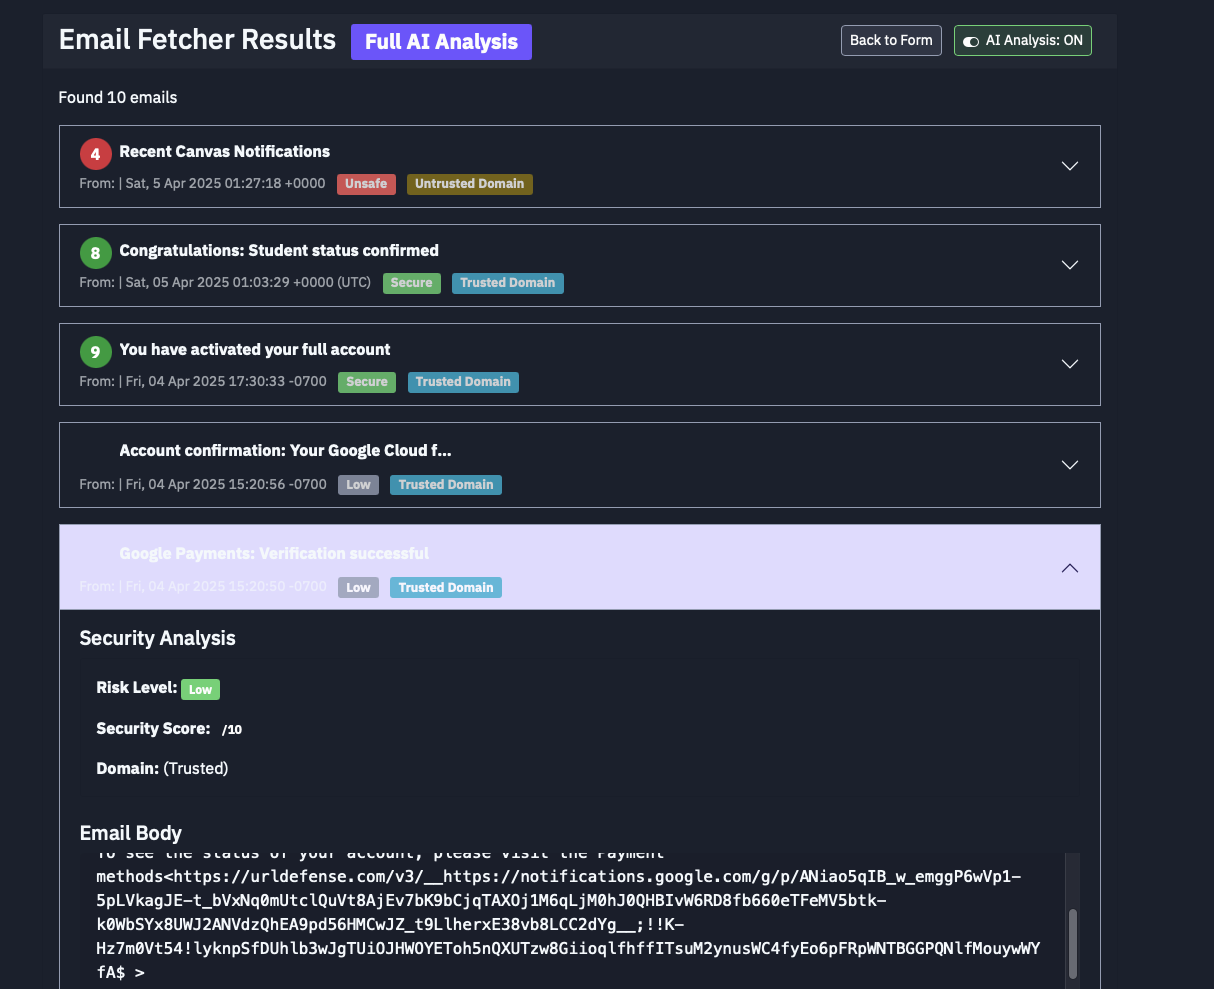 Email Fetcher Results Full AI Analysis Back to Form AI Analysis: ON
Found 10 emails
4 Recent Canvas Notifications
From: | Sat, 5 Apr 2025 01:27:18 +0000 Unsafe Untrusted Domain
8 Congratulations: Student status confirmed
From: | Sat, 05 Apr 2025 01:03:29 +0000 (UTC) Secure Trusted Domain
9 You have activated your full account
From: | Fri, 04 Apr 2025 17:30:33 -0700 Secure Trusted Domain
Account confirmation: Your Google Cloud f...
From: | Fri, 04 Apr 2025 15:20:56 -0700 Low Trusted Domain
Google Payments: Verification successful
From: | Fri, 04 Apr 2025 15:20:50 -0700 Low Trusted Domain
Security Analysis
Risk Level: Low
Security Score: /10
Domain: (Trusted)
Email Body
To see the status of your account, please visit the Payment
methods<https://urldefense.com/v3/__https://notifications.google.com/g/p/ANiao5qIB_w_emggP6wVp1-
5pLVkagJE-t_bVxNq0mUtclQuVt8AjEv7bK9bCjqTAXOj1M6qLjM0hJ0QHBIvW6RD8fb660eTFeMV5btk-
k0WbSYx8UWJ2ANVdzQhEA9pd56HMCwJZ_t9LlherxE38vb8LCC2dYg__;!!K-
Hz7m0Vt54!lyknpSfDUhlb3wJgTUiOJHWOYEToh5nQXUTzw8GiioqlfhffITsuM2ynusWC4fyEo6pFRpWNTBGGPQNlfMouywWY
fA$ >